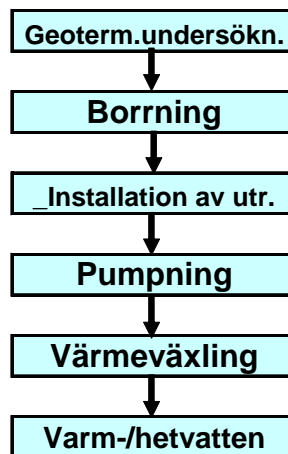 Geoterm.undersökn.
Borrning
_Installation av utr.
Pumpning
Värmeväxling
Varm-/hetvatten